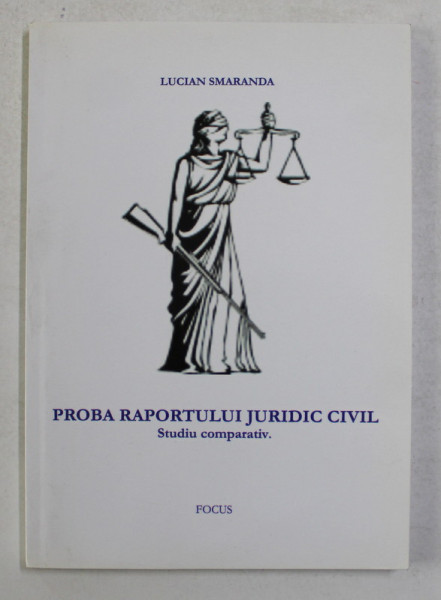 LUCIAN SMARANDA
PROBA RAPORTULUI JURIDIC CIVIL
Studiu comparativ.
FOCUS